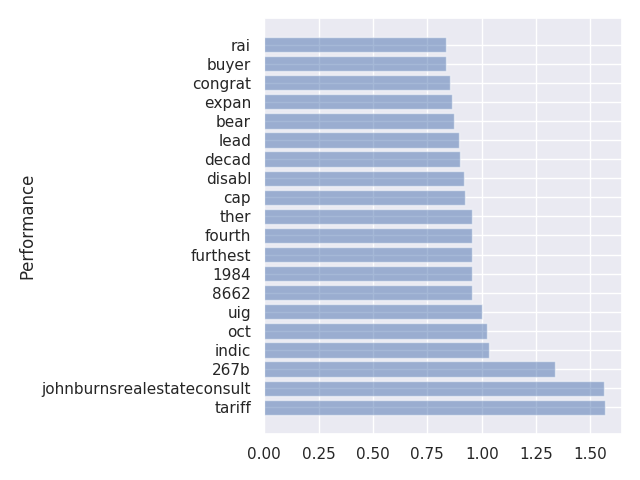 rai
buyer
congrat
expan
bear
lead
decad
disabl
cap
ther
fourth
furthest
1984
8662
uig
oct
indic
267b
johnburnsrealestateconsult
tariff
Performance
0.00 0.25 0.50 0.75 1.00 1.25 1.50